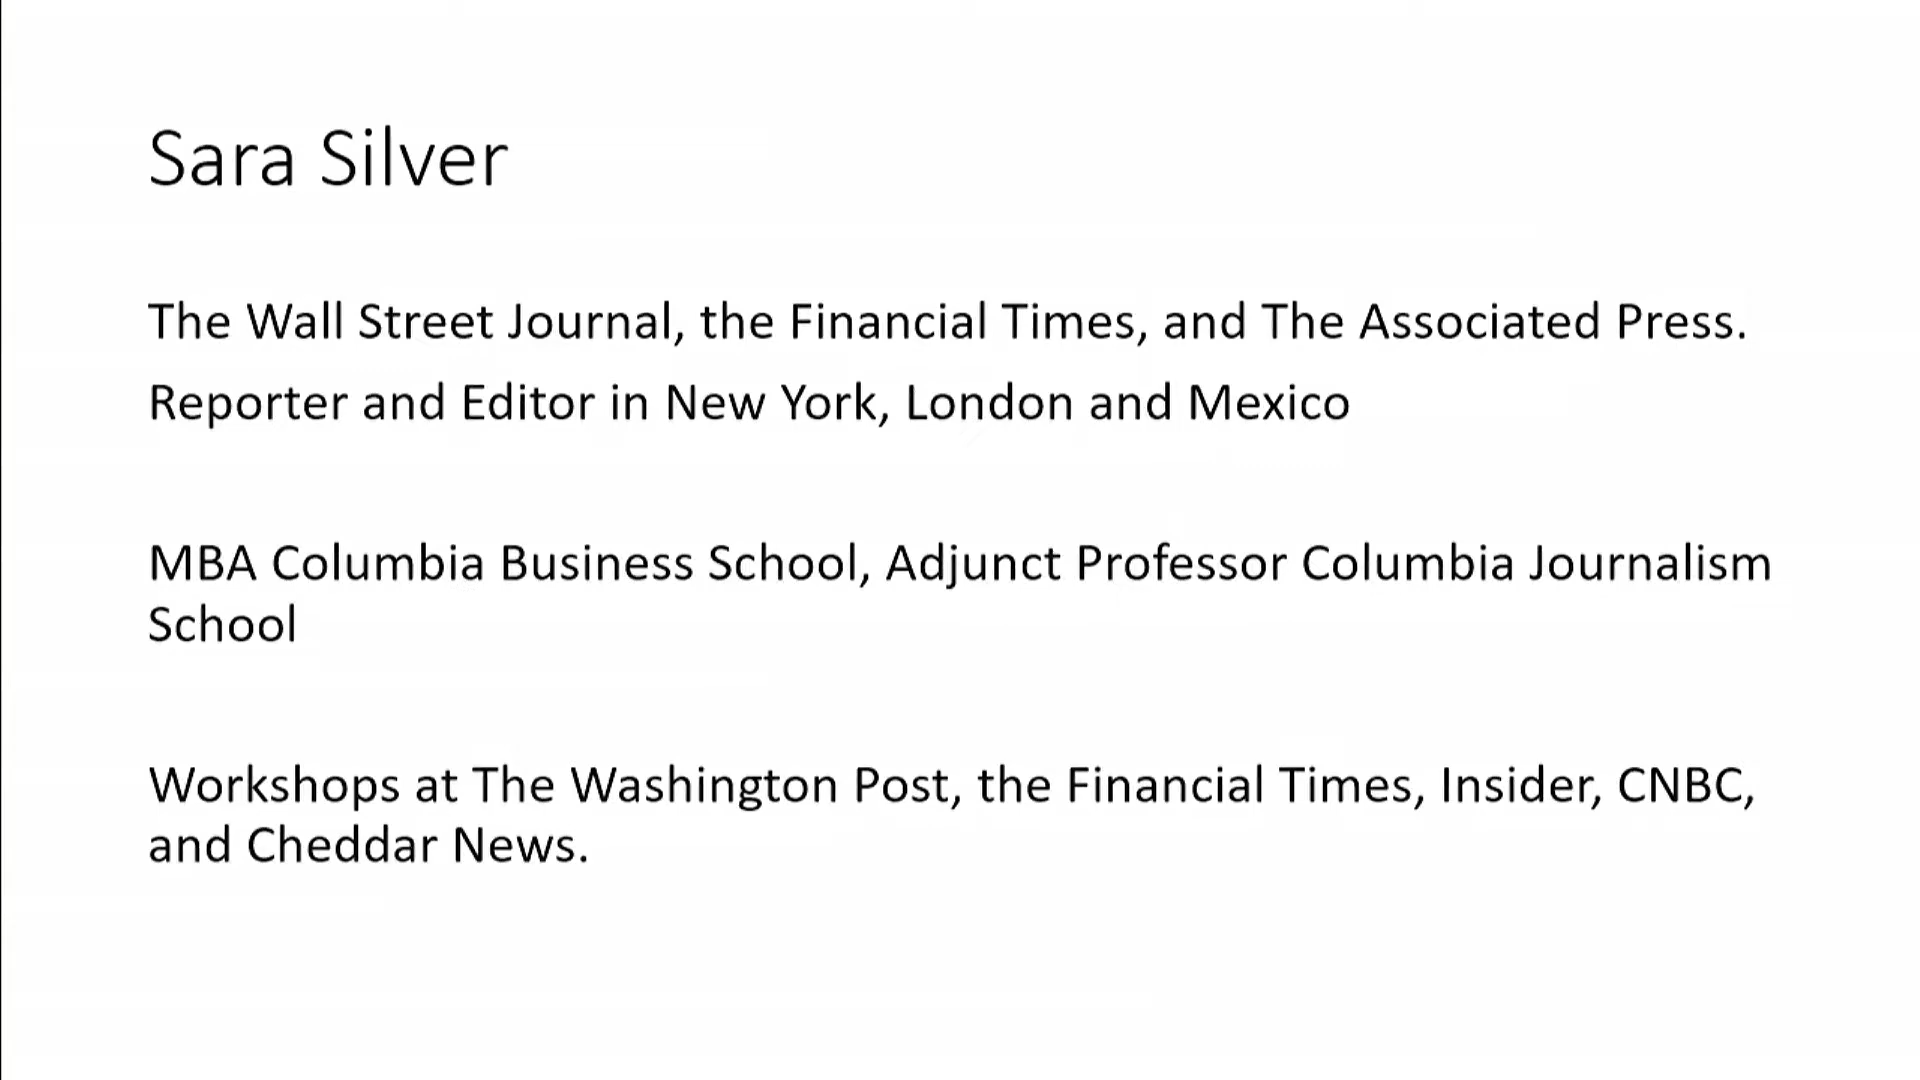 Sara Silver
The Wall Street Journal, the Financial Times, and The Associated Press.
Reporter and Editor in New York, London and Mexico
MBA Columbia Business School, Adjunct Professor Columbia Journalism
School
Workshops at The Washington Post, the Financial Times, Insider, CNBC,
and Cheddar News.